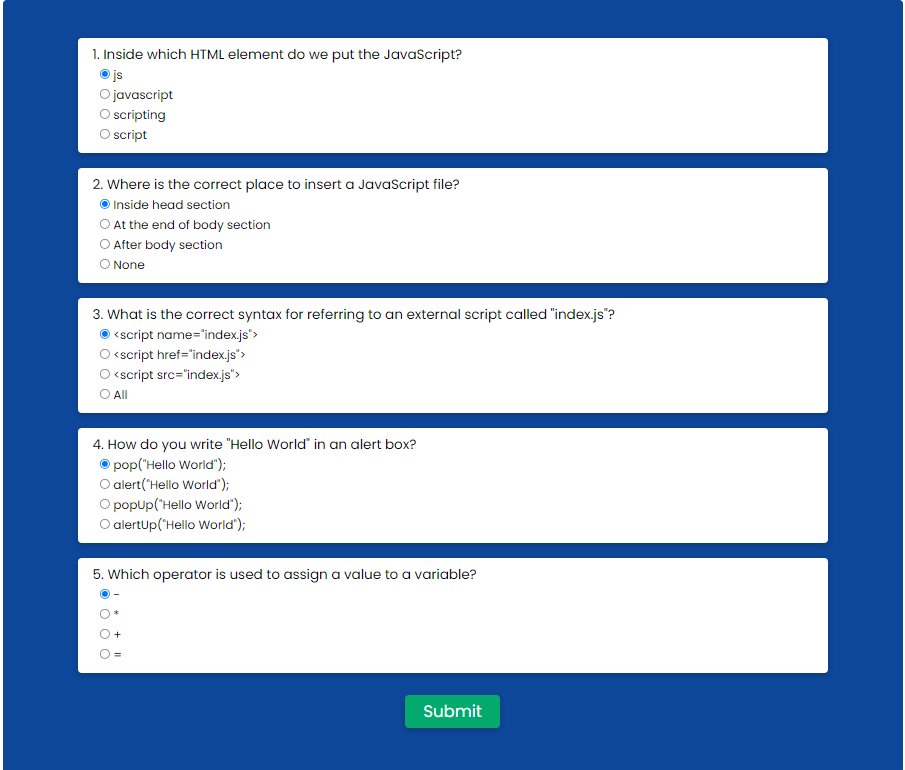 1. Inside which HTML element do we put the JavaScript?
js
javascript
scripting
script
2. Where is the correct place to insert a JavaScript file?
Inside head section
At the end of body section
After body section
None
3. What is the correct syntax for referring to an external script called "index.js"?
<script name="index.js">
<script href="index.js">
<script src="index.js">
All
4. How do you write "Hello World" in an alert box?
pop("Hello World");
alert("Hello World");
popUp("Hello World");
alertUp("Hello World");
5. Which operator is used to assign a value to a variable?
-
*
+
=
Submit